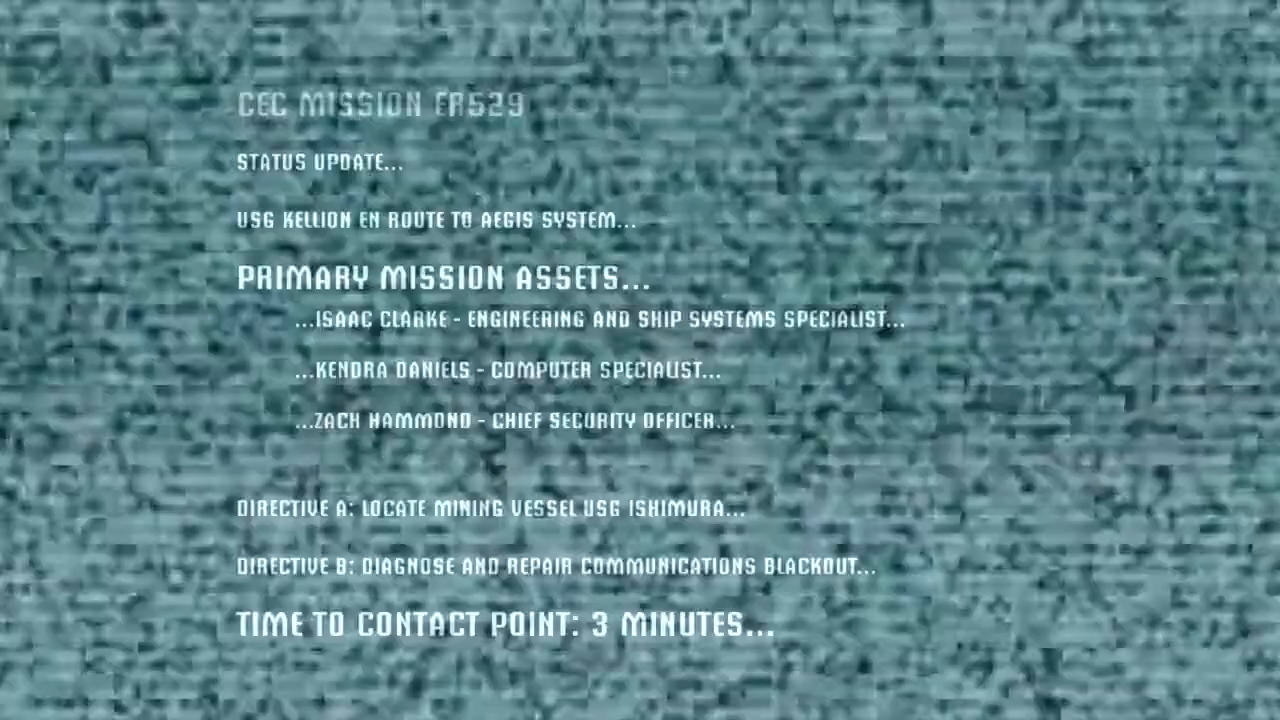 CEC MISSION ER529
STATUS UPDATE...
USG KELLION EN ROUTE TO AEGIS SYSTEM...
PRIMARY MISSION ASSETS...
...ISAAC CLARKE - ENGINEERING AND SHIP SYSTEMS SPECIALIST...
...KENDRA DANIELS - COMPUTER SPECIALIST...
...ZACH HAMMOND - CHIEF SECURITY OFFICER...
DIRECTIVE A: LOCATE MINING VESSEL USG ISHIMURA...
DIRECTIVE B: DIAGNOSE AND REPAIR COMMUNICATIONS BLACKOUT...
TIME TO CONTACT POINT: 3 MINUTES...